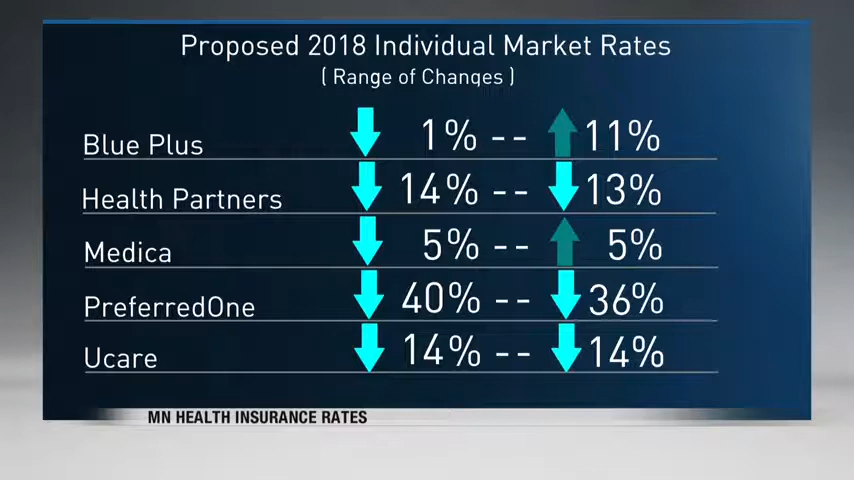 Proposed 2018 Individual Market Rates
( Range of Changes )
Blue Plus 1% -- 11%
Health Partners 14% -- 13%
Medica 5% -- 5%
PreferredOne 40% -- 36%
Ucare 14% -- 14%
MN HEALTH INSURANCE RATES